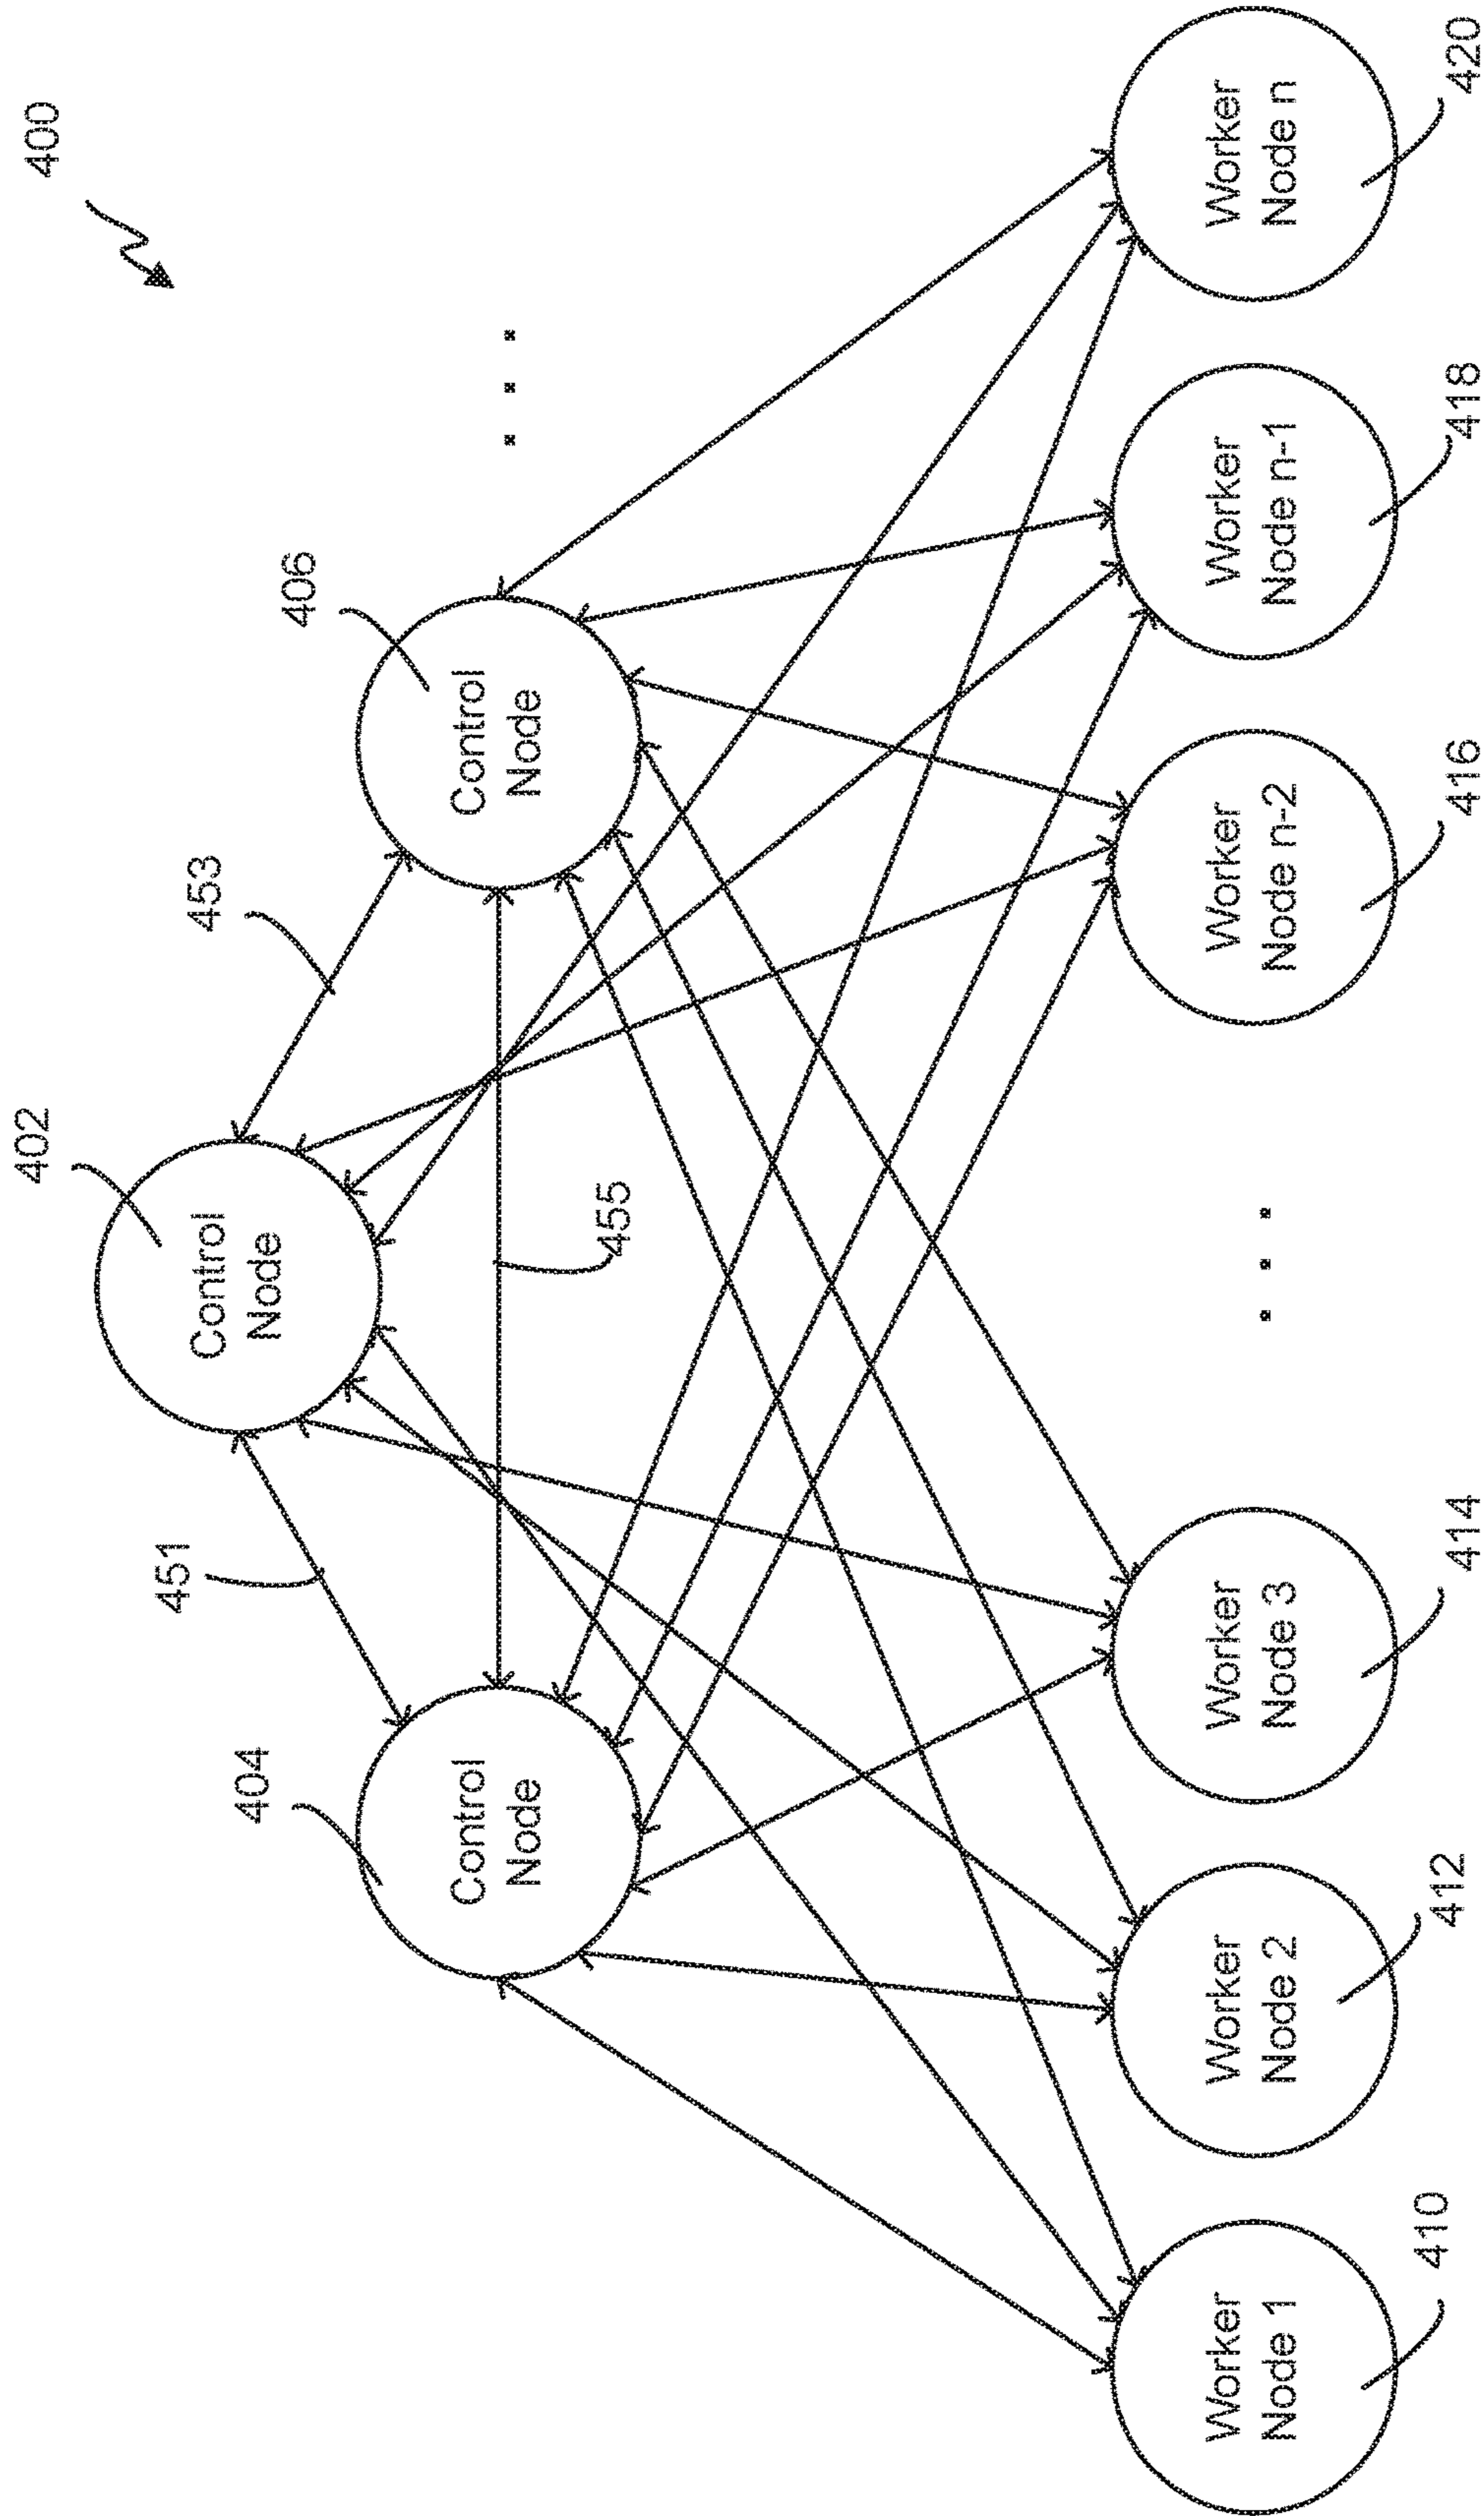 400
402
Control
Node
451
453
404
Control
Node
406
Control
Node
455
. . .
Worker
Node 1
Worker
Node 2
Worker
Node 3
. . .
Worker
Node n-2
Worker
Node n-1
Worker
Node n
410
412
414
416
418
420